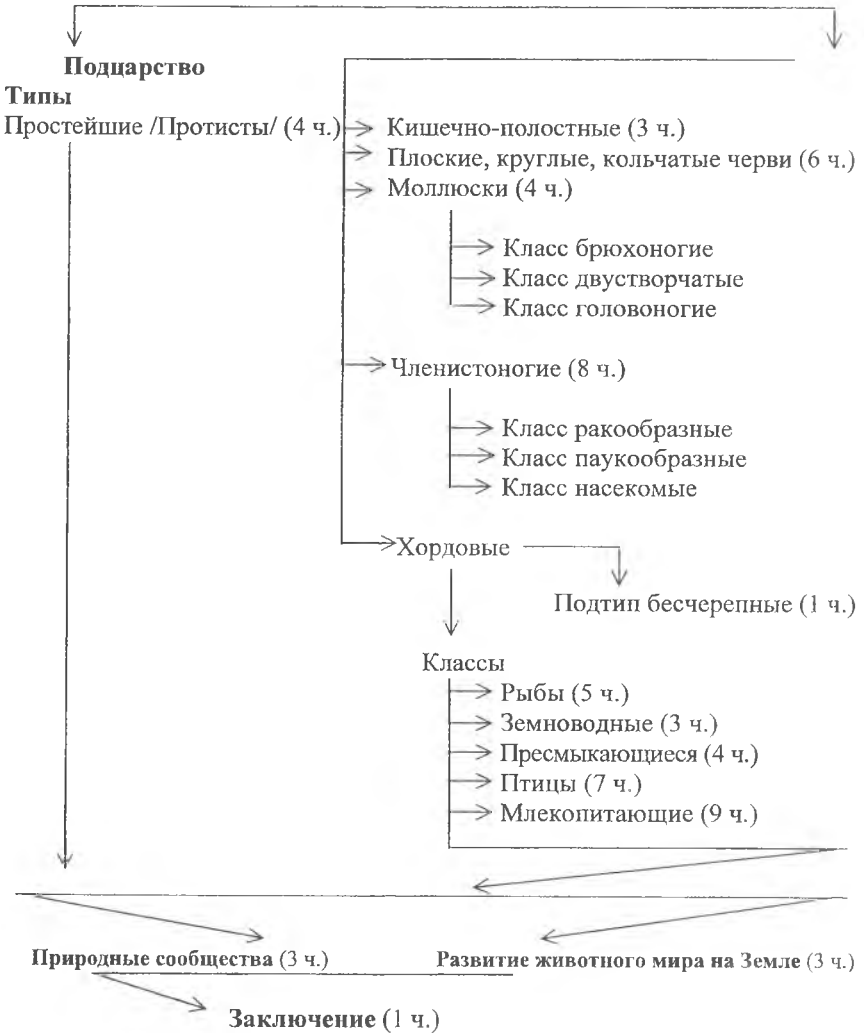 Подцарство
Типы
Простейшие /Протисты/ (4 ч.)
Кишечно-полостные (3 ч.)
Плоские, круглые, кольчатые черви (6 ч.)
Моллюски (4 ч.)
Класс брюхоногие
Класс двустворчатые
Класс головоногие
Членистоногие (8 ч.)
Класс ракообразные
Класс паукообразные
Класс насекомые
Хордовые
Подтип бесчерепные (1 ч.)
Классы
Рыбы (5 ч.)
Земноводные (3 ч.)
Пресмыкающиеся (4 ч.)
Птицы (7 ч.)
Млекопитающие (9 ч.)
Природные сообщества (3 ч.)
Развитие животного мира на Земле (3 ч.)
Заключение (1 ч.)